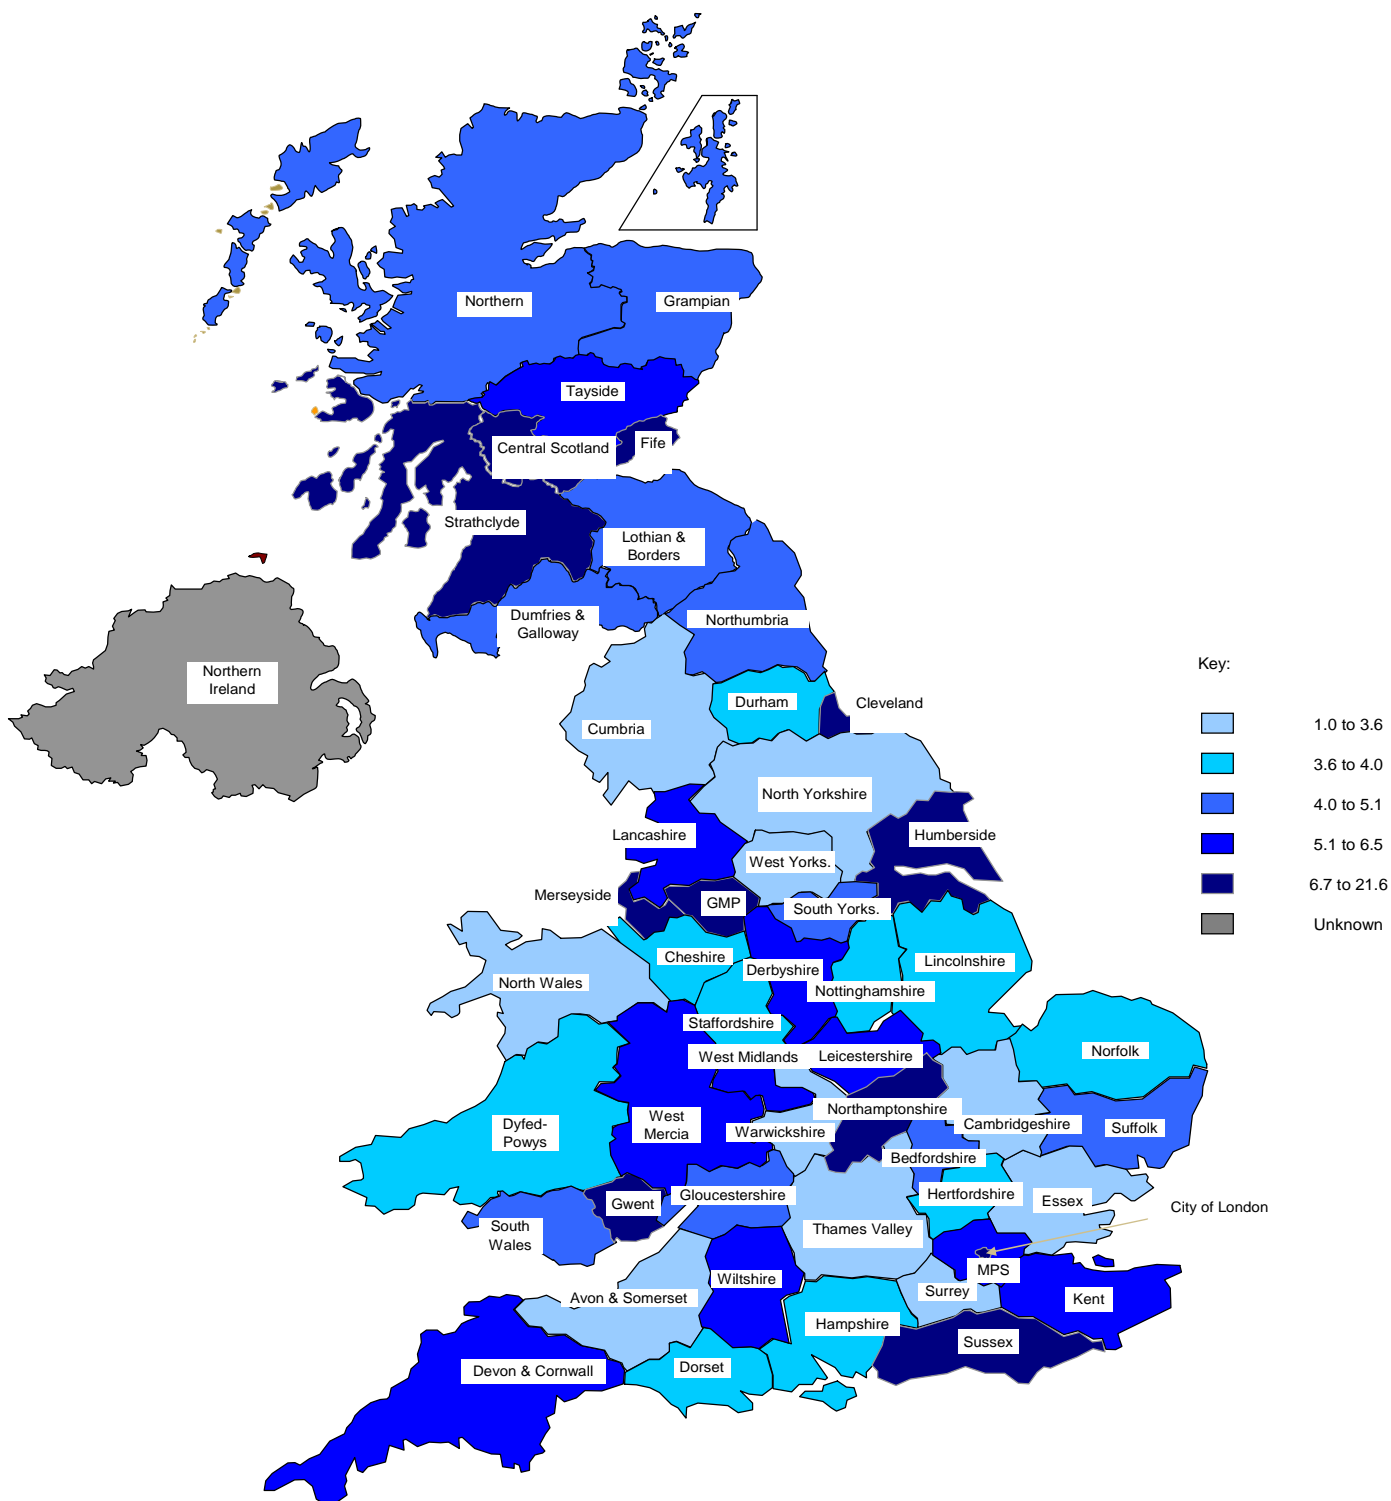 Northern
Grampian
Tayside
Central Scotland
Fife
Strathclyde
Lothian &
Borders
Dumfries &
Galloway
Northumbria
Northern
Ireland
Key:
Durham
Cleveland
Cumbria
1.0 to 3.6
3.6 to 4.0
4.0 to 5.1
5.1 to 6.5
6.7 to 21.6
Unknown
North Yorkshire
Lancashire
Humberside
West Yorks.
Merseyside
GMP
South Yorks.
Cheshire
Derbyshire
Lincolnshire
North Wales
Nottinghamshire
Staffordshire
West Midlands
Leicestershire
Norfolk
Northamptonshire
West
Mercia
Dyfed-
Powys
Warwickshire
Cambridgeshire
Suffolk
Bedfordshire
Gloucestershire
Hertfordshire
Essex
Gwent
City of London
South
Wales
Thames Valley
MPS
Wiltshire
Surrey
Avon & Somerset
Kent
Hampshire
Sussex
Dorset
Devon & Cornwall